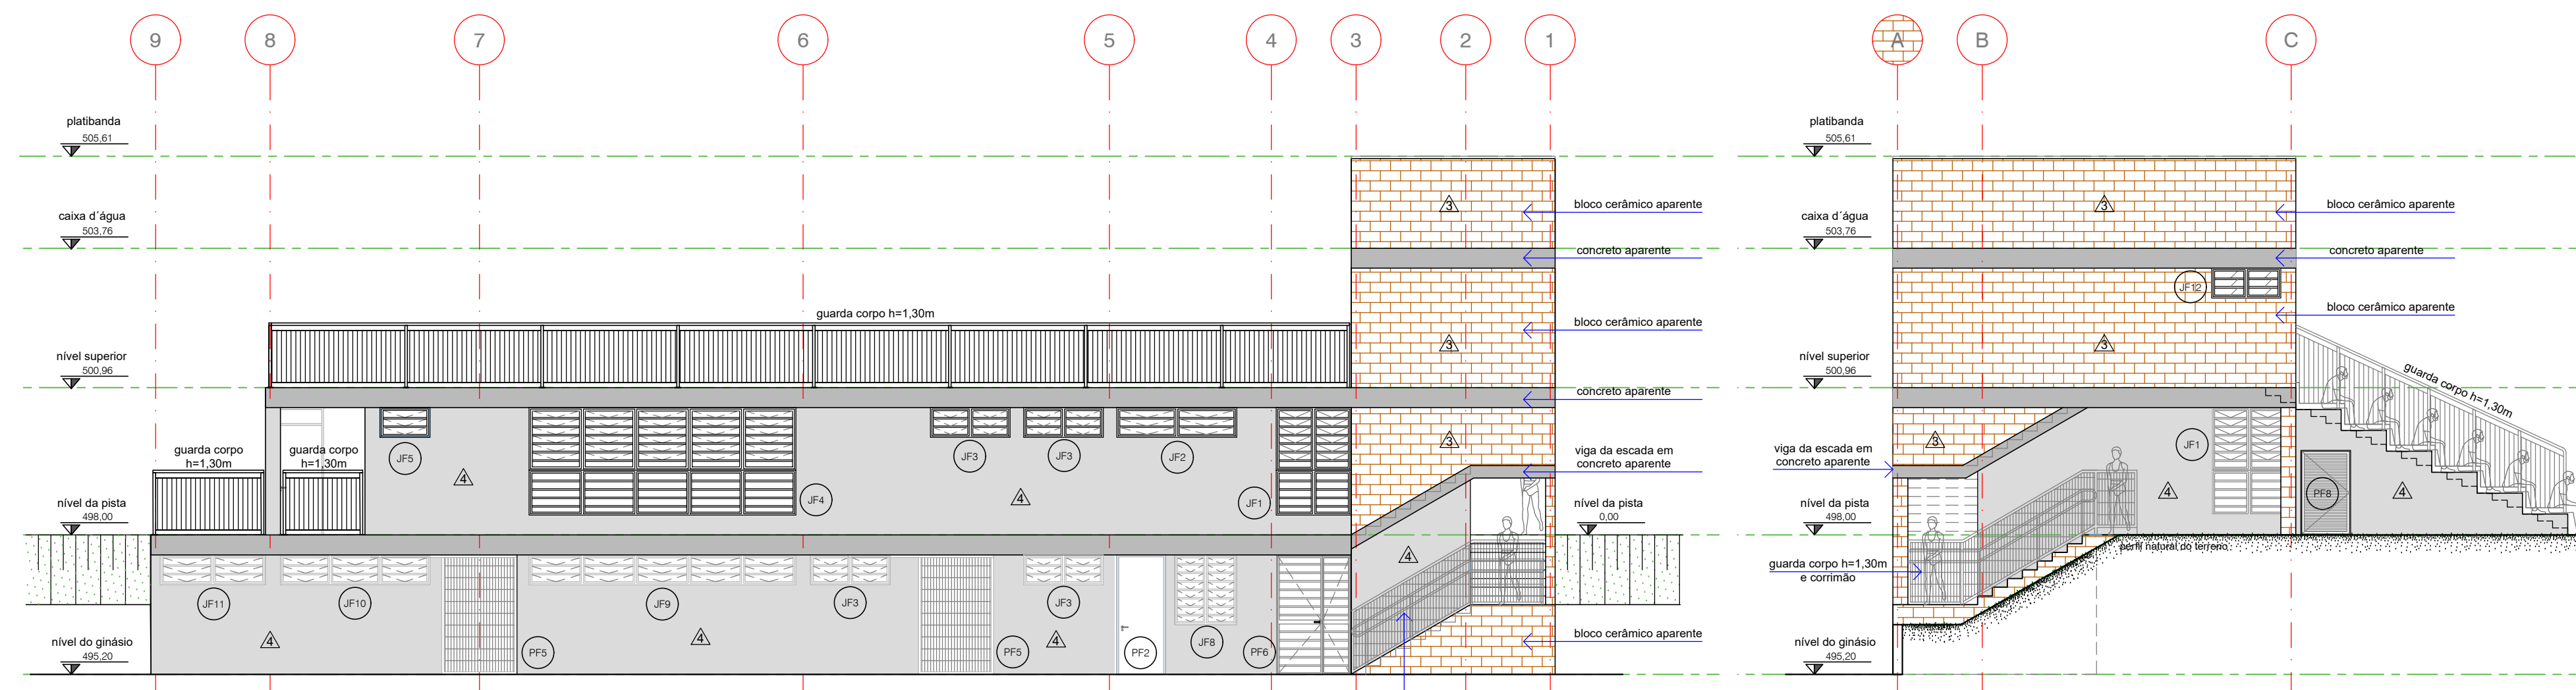 9 8 7 6 5 4 3 2 1 A B C
platibanda
505,61
caixa d´água
503,76
nível superior
500,96
nível da pista
498,00
nível do ginásio
495,20
guarda corpo h=1,30m
guarda corpo
h=1,30m
guarda corpo
h=1,30m
JF5
4
JF4
JF3
JF3
JF2
4
JF1
JF11
JF10
4
PF5
JF9
4
JF3
PF5
JF3
4
PF2
JF8
PF6
3
3
3
4
bloco cerâmico aparente
concreto aparente
bloco cerâmico aparente
concreto aparente
viga da escada em
concreto aparente
nível da pista
0,00
bloco cerâmico aparente
platibanda
505,61
caixa d´água
503,76
nível superior
500,96
viga da escada em
concreto aparente
nível da pista
498,00
guarda corpo h=1,30m
e corrimão
nível do ginásio
495,20
3
JF12
3
3
JF1
4
PF8
4
perfil natural do terreno
bloco cerâmico aparente
concreto aparente
bloco cerâmico aparente
guarda corpo h=1,30m